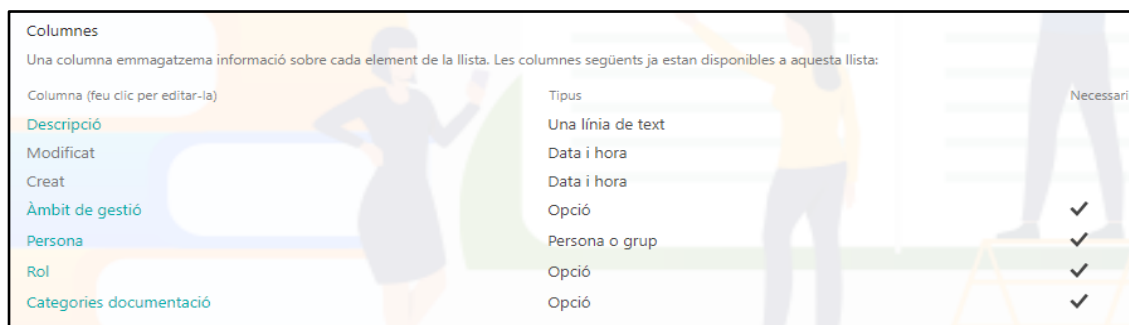 Columnes
Una columna emmagatzema informació sobre cada element de la llista. Les columnes següents ja estan disponibles a aquesta llista:
Columna (feu clic per editar-la) Tipus Necessari
Descripció Una línia de text
Modificat Data i hora
Creat Data i hora
Àmbit de gestió Opció ✓
Persona Persona o grup ✓
Rol Opció ✓
Categories documentació Opció ✓